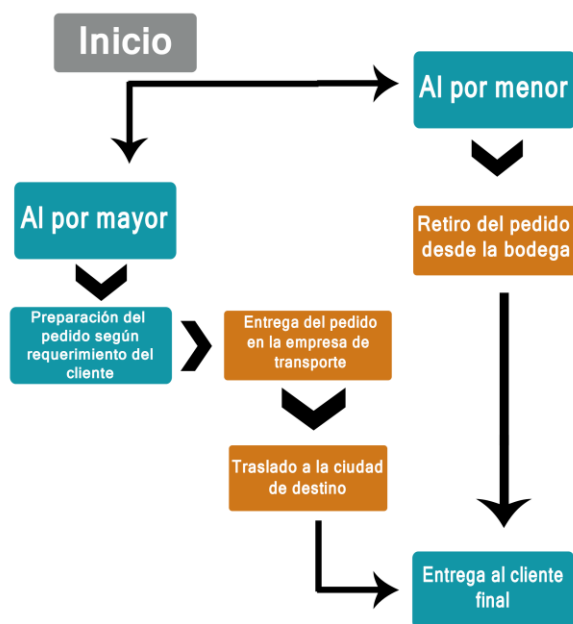 Inicio
Al por menor
Al por mayor
Retiro del pedido
desde la bodega
Preparación del
pedido según
requerimiento del
cliente
Entrega del pedido
en la empresa de
transporte
Traslado a la ciudad
de destino
Entrega al cliente
final